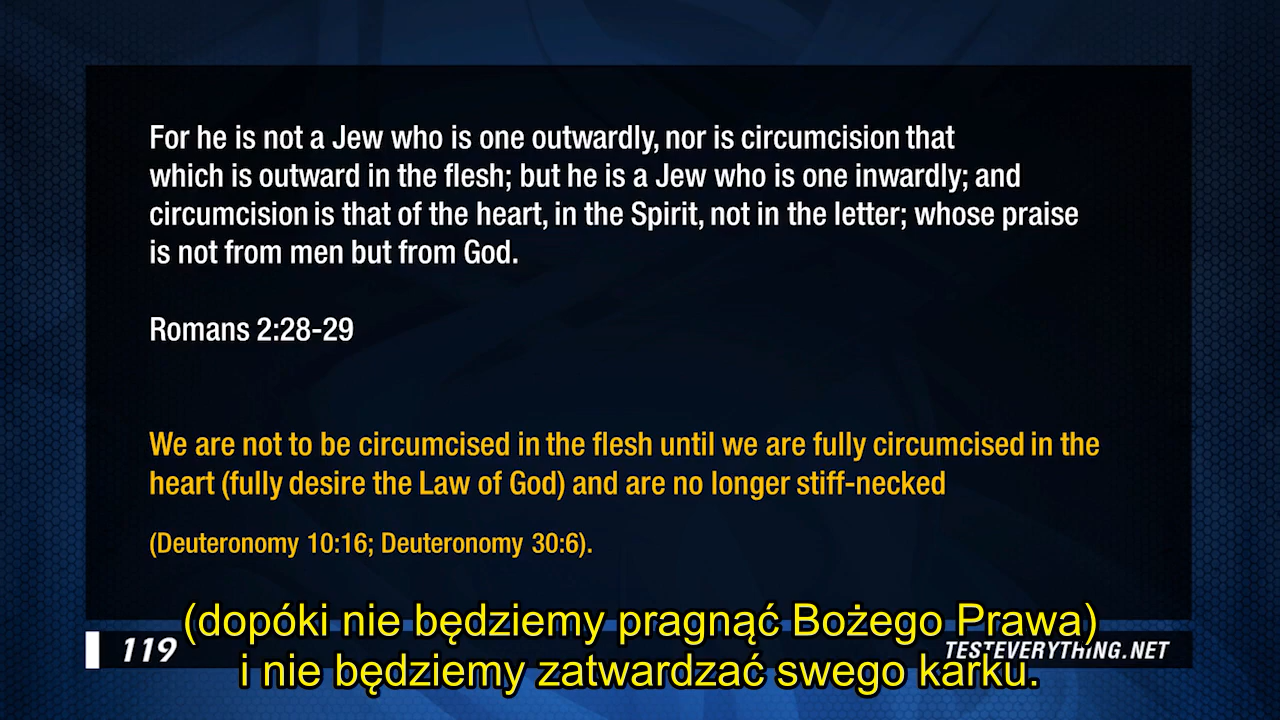 For he is not a Jew who is one outwardly, nor is circumcision that
which is outward in the flesh; but he is a Jew who is one inwardly; and
circumcision is that of the heart, in the Spirit, not in the letter; whose praise
is not from men but from God.
Romans 2:28-29
We are not to be circumcised in the flesh until we are fully circumcised in the
heart (fully desire the Law of God) and are no longer stiff-necked
(Deuteronomy 10:16; Deuteronomy 30:6).
(dopóki nie będziemy pragnąć Bożego Prawa)
119
TESTEVERYTHING.NET
i nie będziemy zatwardzać swego karku.